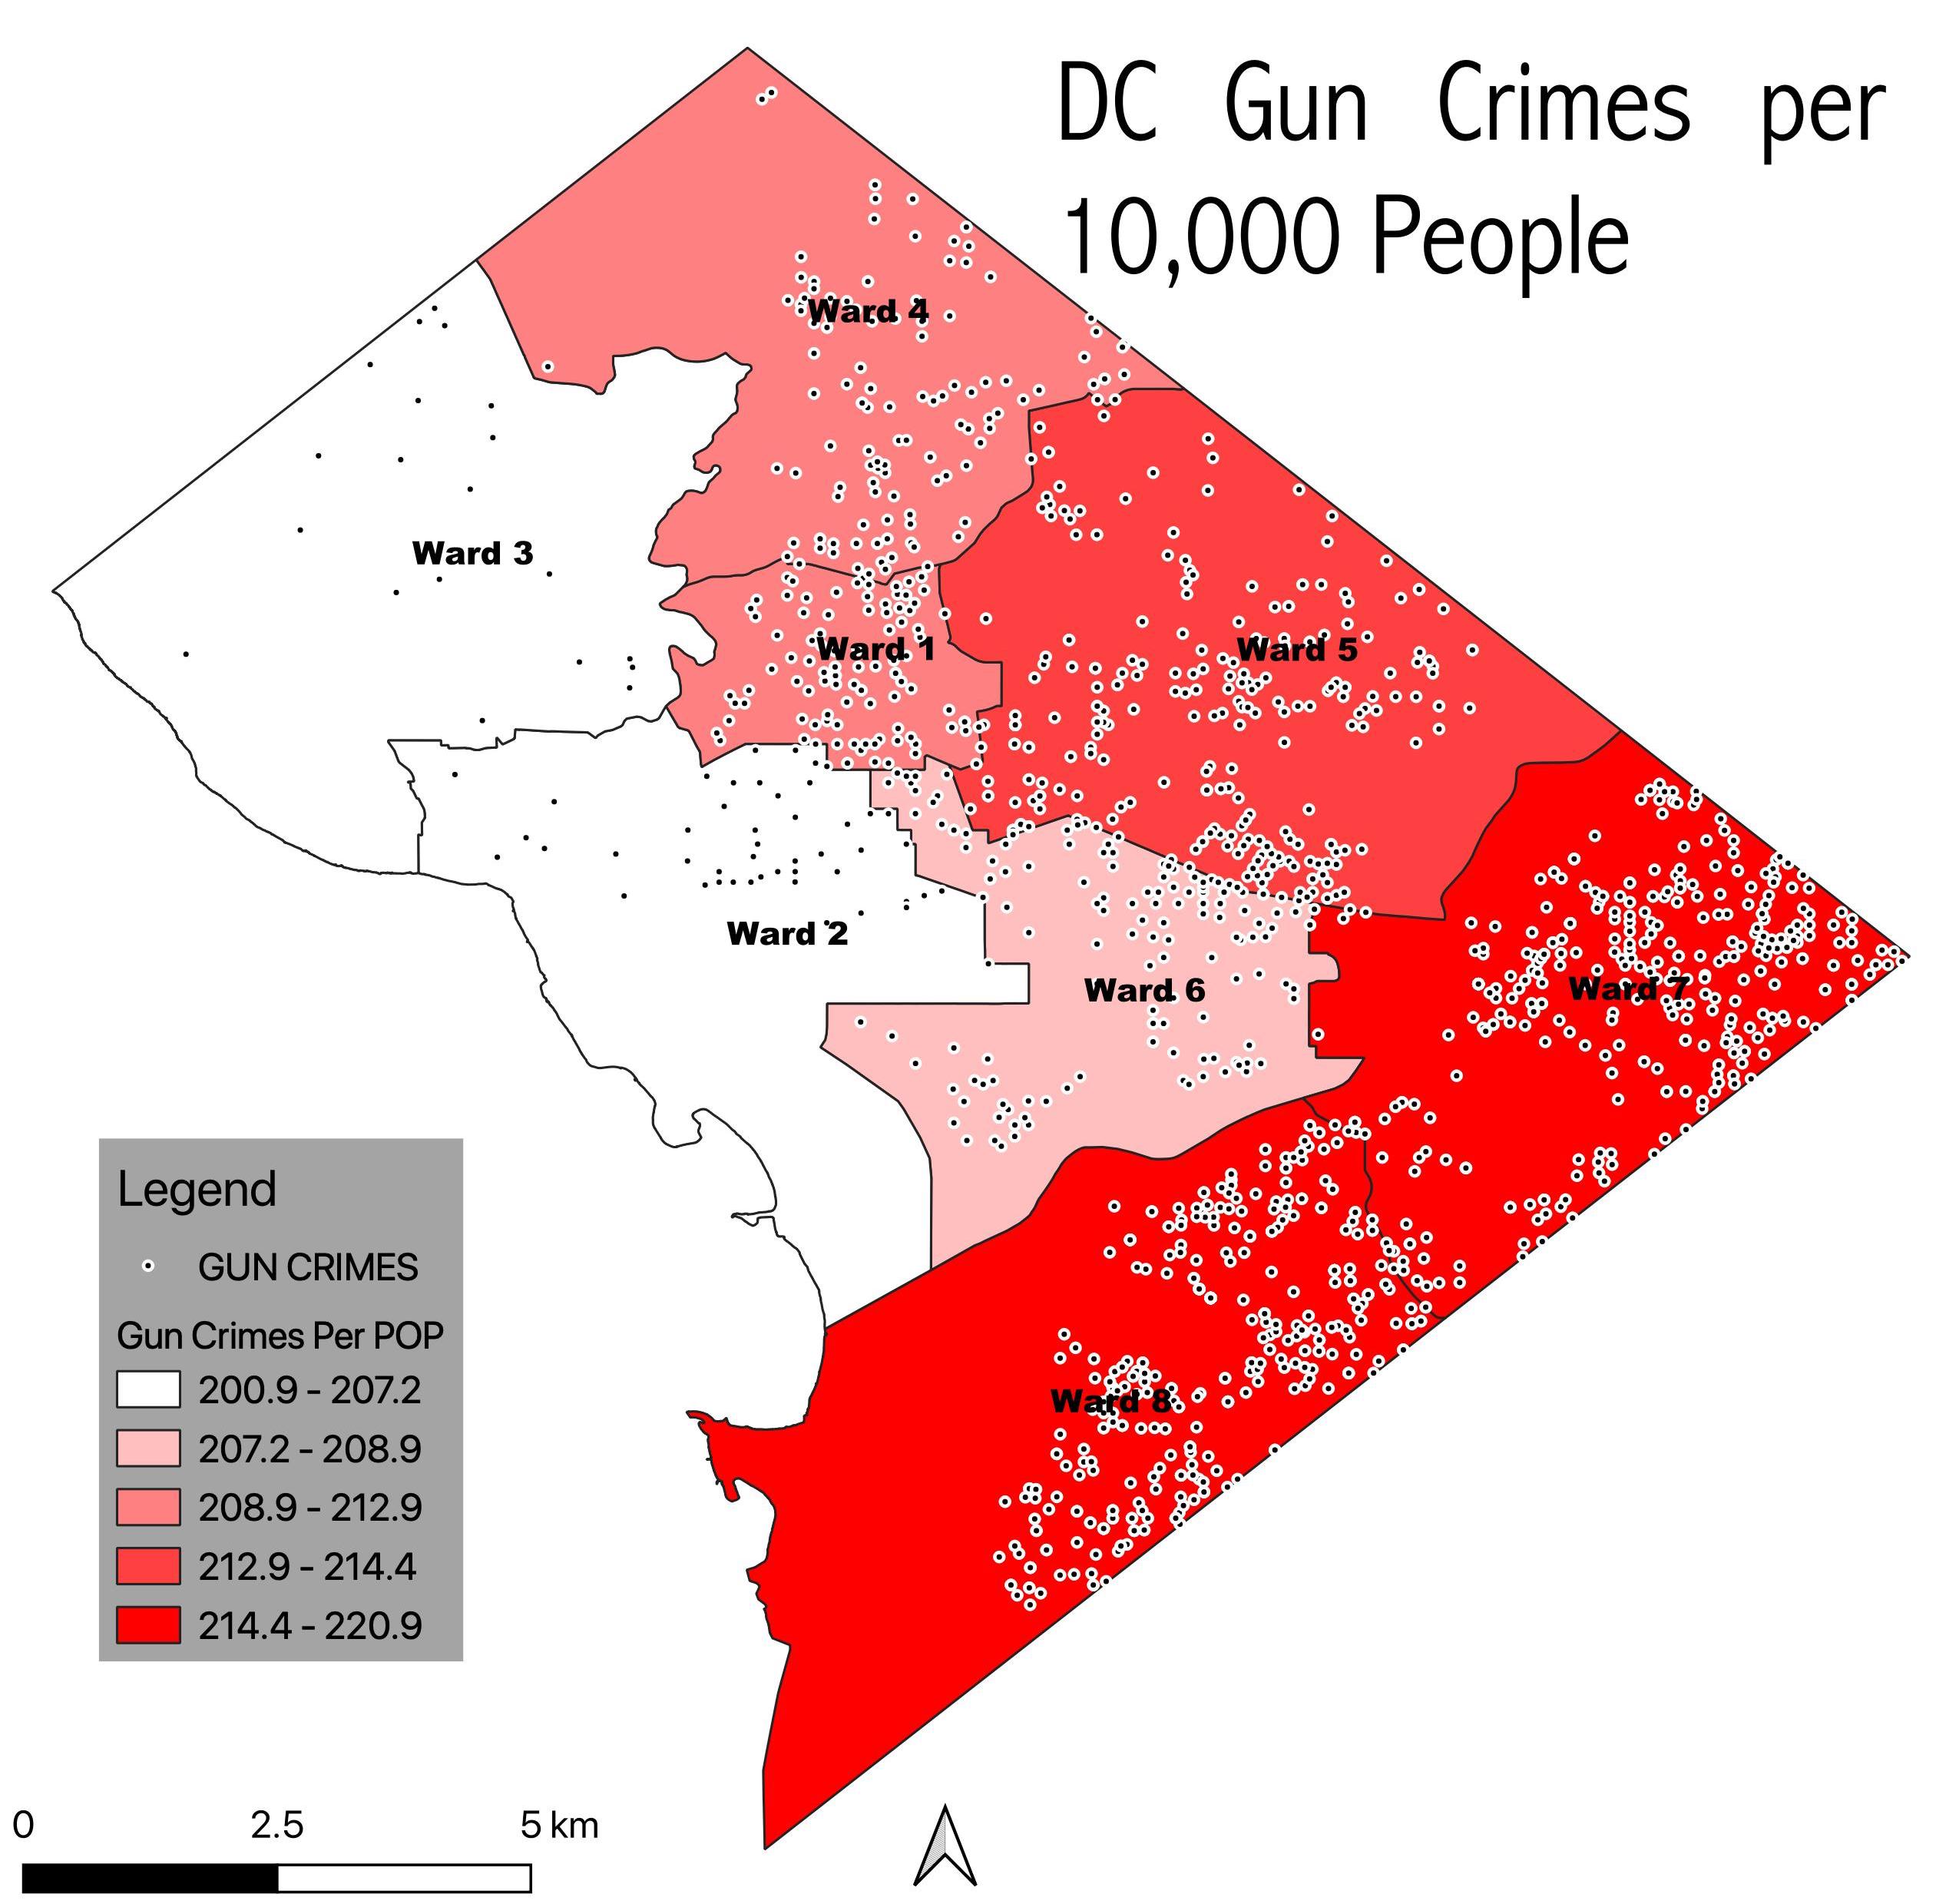 DC Gun Crimes per
10,000 People
Ward 4
Ward 3
Ward 1
Ward 5
Ward 2
Ward 6
Ward 7
Ward 8
Legend
GUN CRIMES
Gun Crimes Per POP
200.9 - 207.2
207.2 - 208.9
208.9 - 212.9
212.9 - 214.4
214.4 - 220.9
0 2.5 5 km